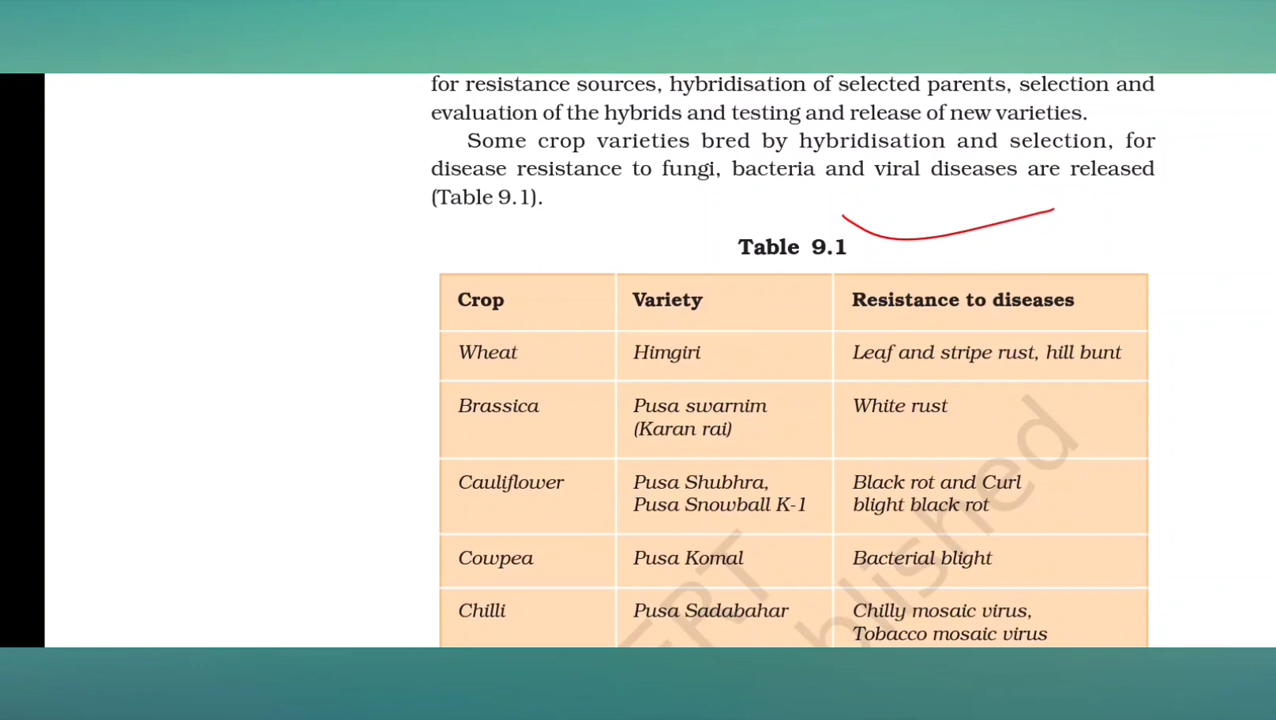 for resistance sources, hybridisation of selected parents, selection and
evaluation of the hybrids and testing and release of new varieties.
Some crop varieties bred by hybridisation and selection, for
disease resistance to fungi, bacteria and viral diseases are released
(Table 9.1).
Table 9.1
Crop Variety Resistance to diseases
Wheat Himgiri Leaf and stripe rust, hill bunt
Brassica Pusa swarnim White rust
(Karan rai)
Cauliflower Pusa Shubhra, Black rot and Curl
Pusa Snowball K-1 blight black rot
Cowpea Pusa Komal Bacterial blight
Chilli Pusa Sadabahar Chilly mosaic virus,
Tobacco mosaic virus